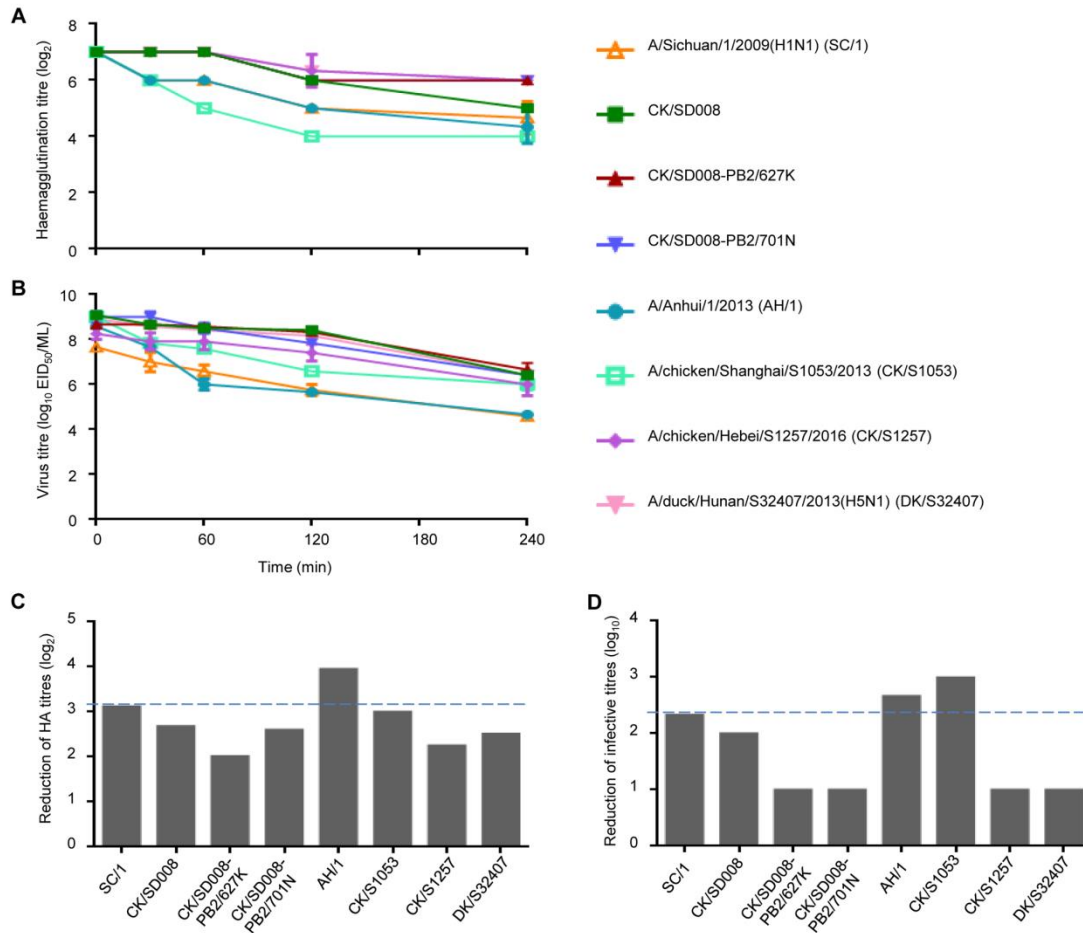 A
Haemagglutination titre (log2)
8
6
4
2
0
B
Virus titre (log10 EID50/ML)
10
8
6
4
2
0
0
60
120
180
240
Time (min)
A/Sichuan/1/2009(H1N1) (SC/1)
CK/SD008
CK/SD008-PB2/627K
CK/SD008-PB2/701N
A/Anhui/1/2013 (AH/1)
A/chicken/Shanghai/S1053/2013 (CK/S1053)
A/chicken/Hebei/S1257/2016 (CK/S1257)
A/duck/Hunan/S32407/2013(H5N1) (DK/S32407)
C
Reduction of HA titres (log2)
5
4
3
2
1
0
SC/1
CK/SD008
CK/SD008-
PB2/627K
CK/SD008-
PB2/701N
AH/1
CK/S1053
CK/S1257
DK/S32407
D
Reduction of infective titres (log10)
4
3
2
1
0
SC/1
CK/SD008
CK/SD008-
PB2/627K
CK/SD008-
PB2/701N
AH/1
CK/S1053
CK/S1257
DK/S32407